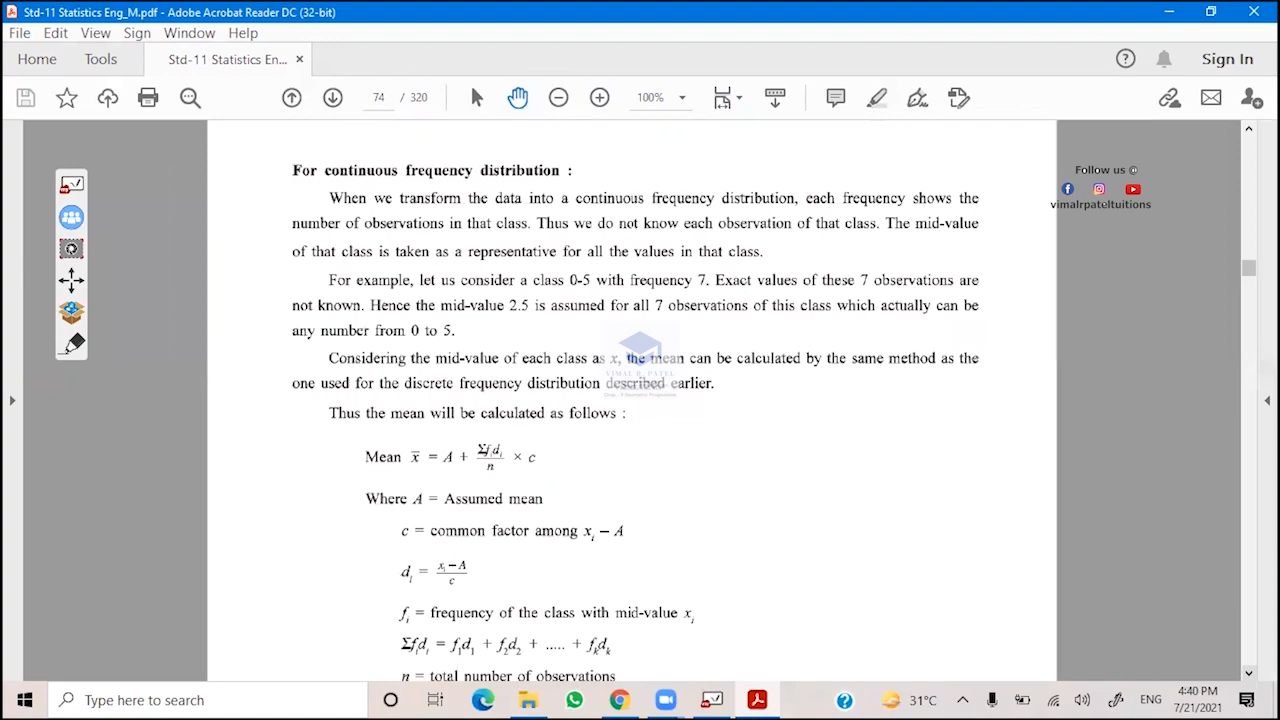 Std-11 Statistics Eng_M.pdf - Adobe Acrobat Reader DC (32-bit)
File Edit View Sign Window Help
Home Tools Std-11 Statistics En... × Sign In
74 / 320 100%
For continuous frequency distribution :
When we transform the data into a continuous frequency distribution, each frequency shows the
number of observations in that class. Thus we do not know each observation of that class. The mid-value
of that class is taken as a representative for all the values in that class.
For example, let us consider a class 0-5 with frequency 7. Exact values of these 7 observations are
not known. Hence the mid-value 2.5 is assumed for all 7 observations of this class which actually can be
any number from 0 to 5.
Considering the mid-value of each class as x, the mean can be calculated by the same method as the
one used for the discrete frequency distribution described earlier.
Thus the mean will be calculated as follows :
Mean x̄ = A + Σfᵢdᵢ/n × c
Where A = Assumed mean
c = common factor among xᵢ − A
dᵢ = xᵢ−A/c
fᵢ = frequency of the class with mid-value xᵢ
Σfᵢdᵢ = f₁d₁ + f₂d₂ + ..... + fₖdₖ
n = total number of observations
Follow us @
vimalrpateltuitions
VIMAL R. PATEL
Type here to search
31°C ENG
4:40 PM
7/21/2021